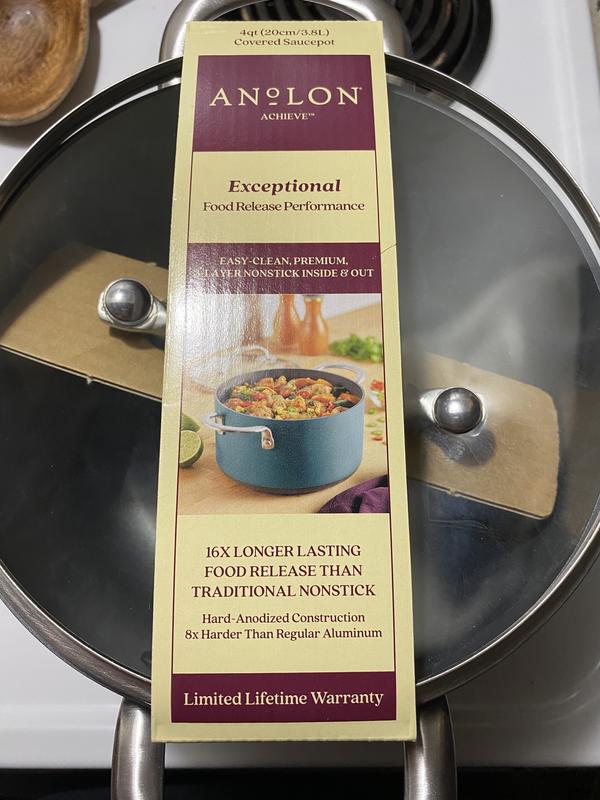 4qt (20cm/3.8L)
Covered Saucepot
ANOLON®
ACHIEVE™
Exceptional
Food Release Performance
EASY-CLEAN, PREMIUM,
LAYER NONSTICK INSIDE & OUT
16X LONGER LASTING
FOOD RELEASE THAN
TRADITIONAL NONSTICK
Hard-Anodized Construction
8x Harder Than Regular Aluminum
Limited Lifetime Warranty